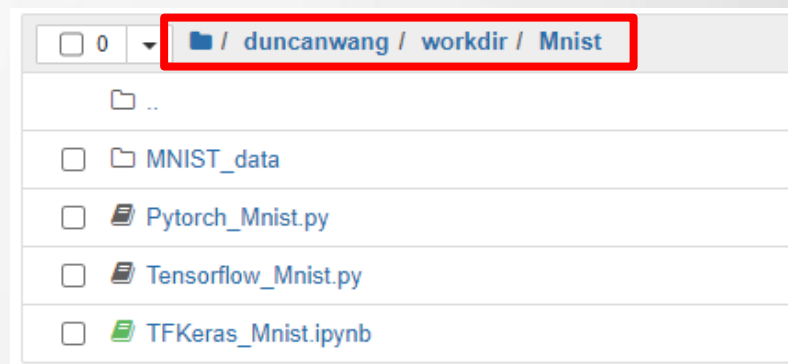 0 / duncanwang / workdir / Mnist
..
MNIST_data
Pytorch_Mnist.py
Tensorflow_Mnist.py
TFKeras_Mnist.ipynb